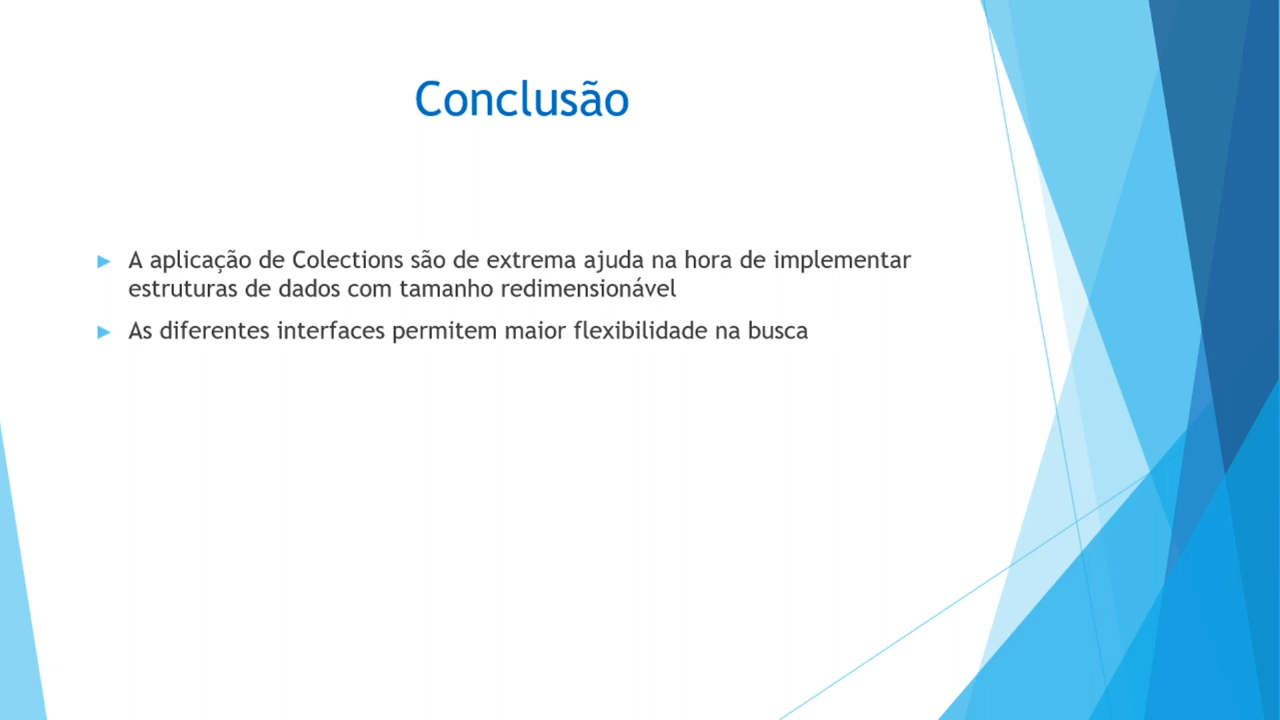 Conclusão
A aplicação de Colections são de extrema ajuda na hora de implementar
estruturas de dados com tamanho redimensionável
As diferentes interfaces permitem maior flexibilidade na busca